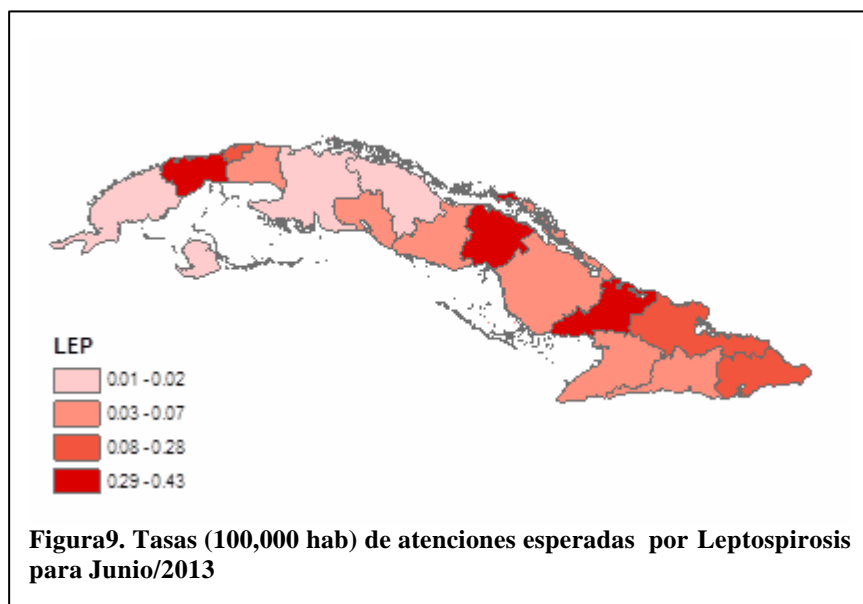 LEP
0.01 - 0.02
0.03 - 0.07
0.08 - 0.28
0.29 - 0.43
Figura9. Tasas (100,000 hab) de atenciones esperadas por Leptospirosis
para Junio/2013